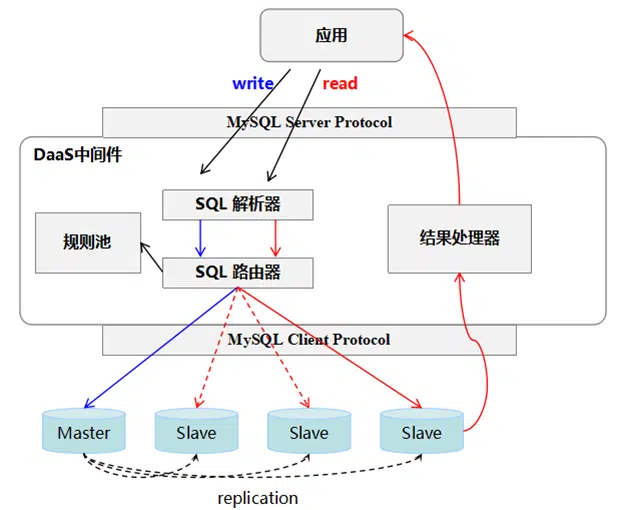 应用
write
read
MySQL Server Protocol
DaaS中间件
SQL 解析器
规则池
SQL 路由器
结果处理器
MySQL Client Protocol
Master
Slave
Slave
Slave
replication